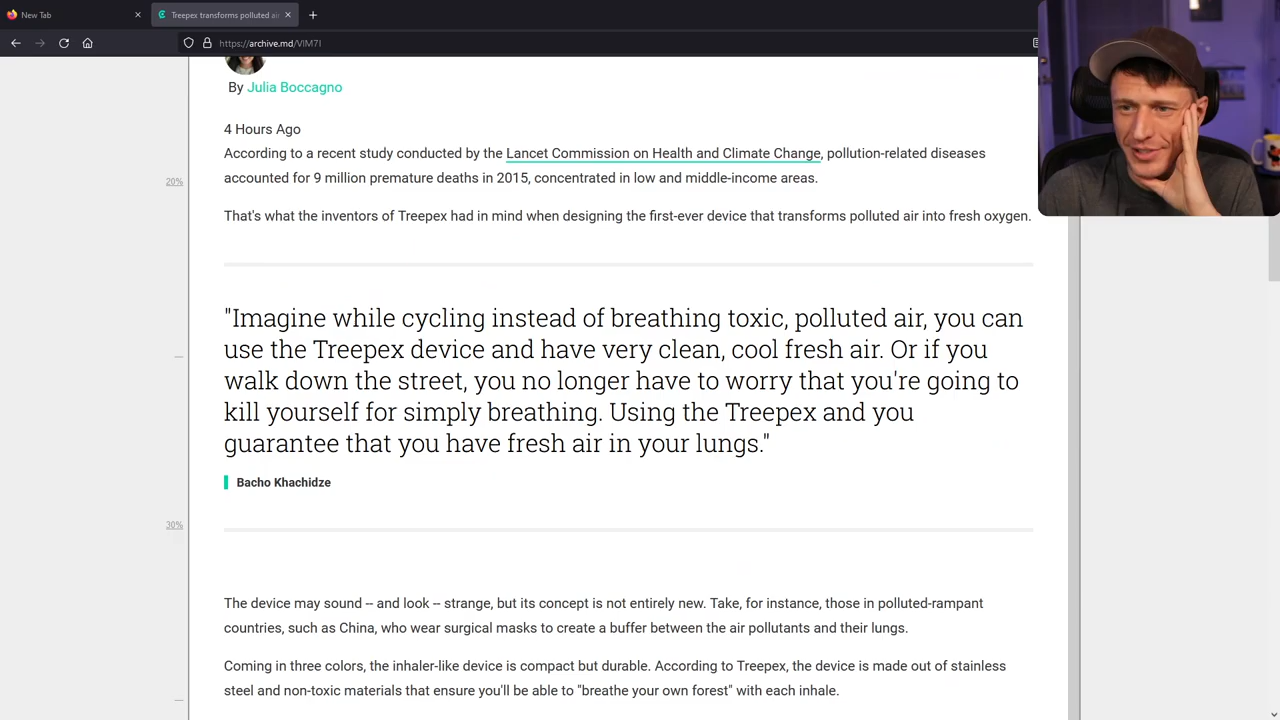 New Tab
Treepex transforms polluted air
https://archive.md/VIM7I
By Julia Boccagno
4 Hours Ago
According to a recent study conducted by the Lancet Commission on Health and Climate Change, pollution-related diseases
accounted for 9 million premature deaths in 2015, concentrated in low and middle-income areas.
20%
That's what the inventors of Treepex had in mind when designing the first-ever device that transforms polluted air into fresh oxygen.
"Imagine while cycling instead of breathing toxic, polluted air, you can
use the Treepex device and have very clean, cool fresh air. Or if you
walk down the street, you no longer have to worry that you're going to
kill yourself for simply breathing. Using the Treepex and you
guarantee that you have fresh air in your lungs."
Bacho Khachidze
30%
The device may sound -- and look -- strange, but its concept is not entirely new. Take, for instance, those in polluted-rampant
countries, such as China, who wear surgical masks to create a buffer between the air pollutants and their lungs.
Coming in three colors, the inhaler-like device is compact but durable. According to Treepex, the device is made out of stainless
steel and non-toxic materials that ensure you'll be able to "breathe your own forest" with each inhale.